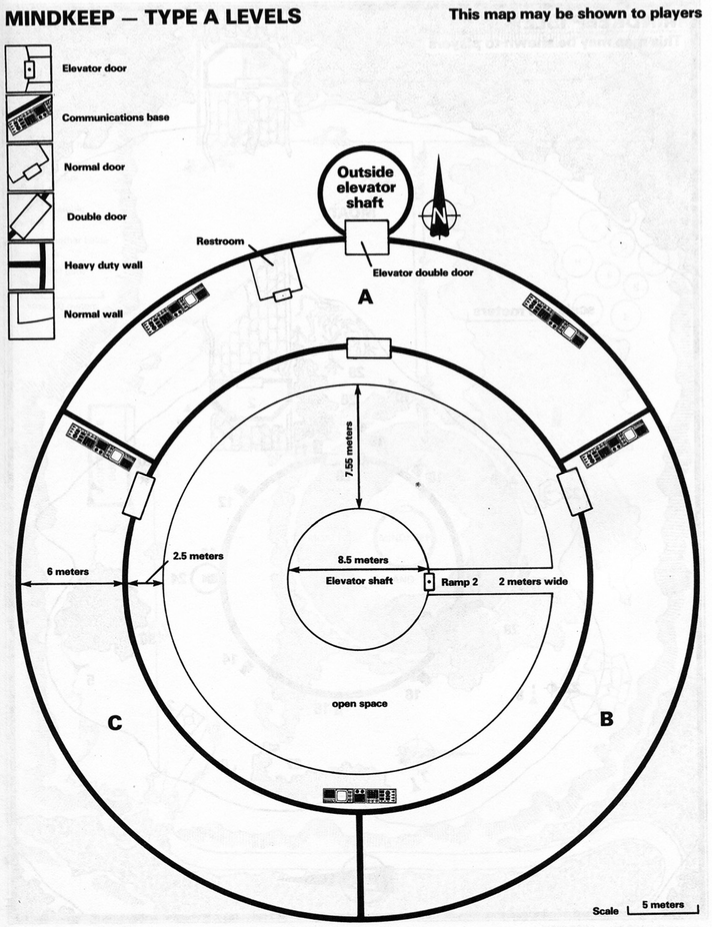 MINDKEEP — TYPE A LEVELS
This map may be shown to players
Elevator door
Communications base
Normal door
Double door
Heavy duty wall
Normal wall
Outside
elevator
shaft
N
Restroom
Elevator double door
A
7.55 meters
2.5 meters
6 meters
8.5 meters
Elevator shaft
Ramp 2
2 meters wide
open space
C
B
Scale
5 meters